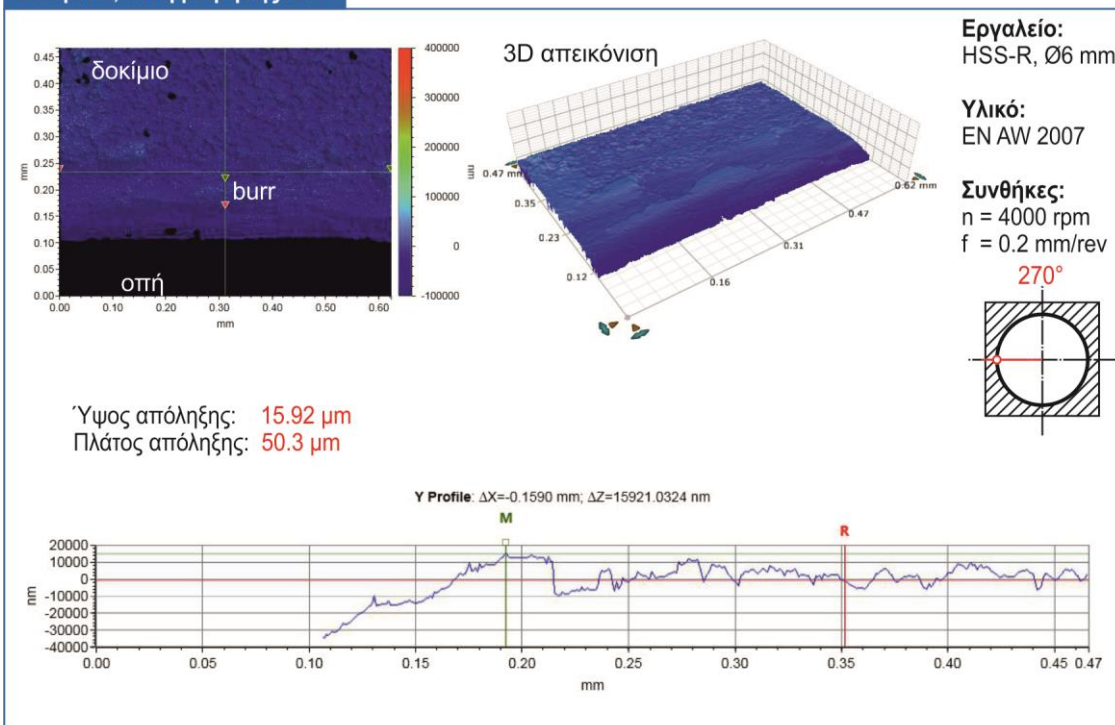 δοκίμιο
burr
οπή
0.45
0.40
0.35
0.30
0.25
0.20
0.15
0.10
0.05
0.00
mm
0.00 0.10 0.20 0.30 0.40 0.50
mm
400000
300000
200000
100000
0
-100000
nm
3D απεικόνιση
0.47 mm
0.35
0.23
0.12
0.16
0.31
0.47
0.62 mm
Εργαλείο:
HSS-R, Ø6 mm
Υλικό:
EN AW 2007
Συνθήκες:
n = 4000 rpm
f = 0.2 mm/rev
270°
Ύψος απόληξης: 15.92 μm
Πλάτος απόληξης: 50.3 μm
Y Profile: ΔX=-0.1590 mm; ΔZ=15921.0324 nm
M
R
20000
10000
0
-10000
-20000
-30000
-40000
nm
0.00 0.05 0.10 0.15 0.20 0.25 0.30 0.35 0.40 0.45 0.47
mm